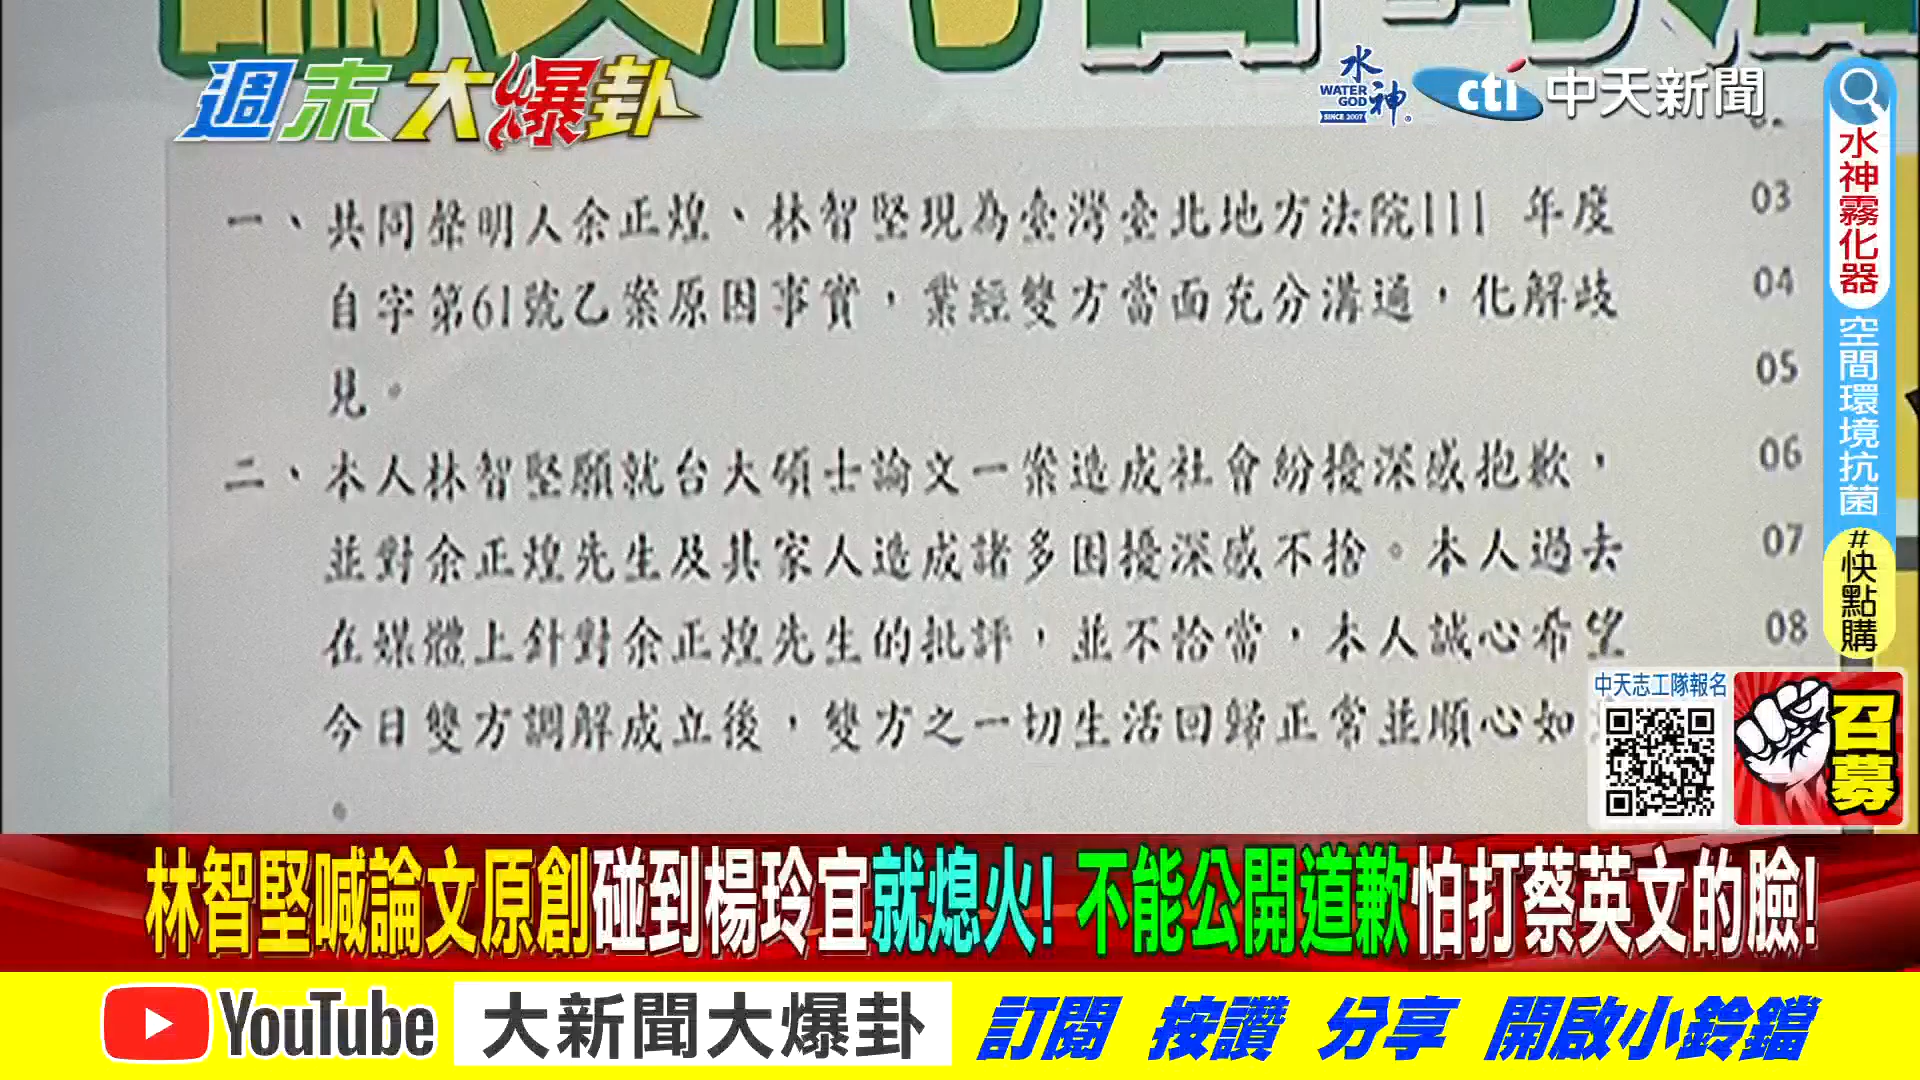 週末大爆卦
水神
WATER GOD
SINCE 2007
cti 中天新聞
一、共同聲明人余正煌、林智堅現為臺灣臺北地方法院111 年度
03
自字第61號乙案原因事實，業經雙方當面充分溝通，化解歧
04
見。
05
二、本人林智堅願就台大碩士論文一案造成社會紛擾深感抱歉，
06
並對余正煌先生及其家人造成諸多困擾深感不捨。本人過去
07
在媒體上針對余正煌先生的批評，並不恰當，本人誠心希望
08
今日雙方調解成立後，雙方之一切生活回歸正常並順心如
。
水神霧化器
空間環境抗菌
#快點購
中天志工隊報名
召募
林智堅喊論文原創碰到楊玲宜就熄火! 不能公開道歉怕打蔡英文的臉!
YouTube 大新聞大爆卦 訂閱 按讚 分享 開啟小鈴鐺